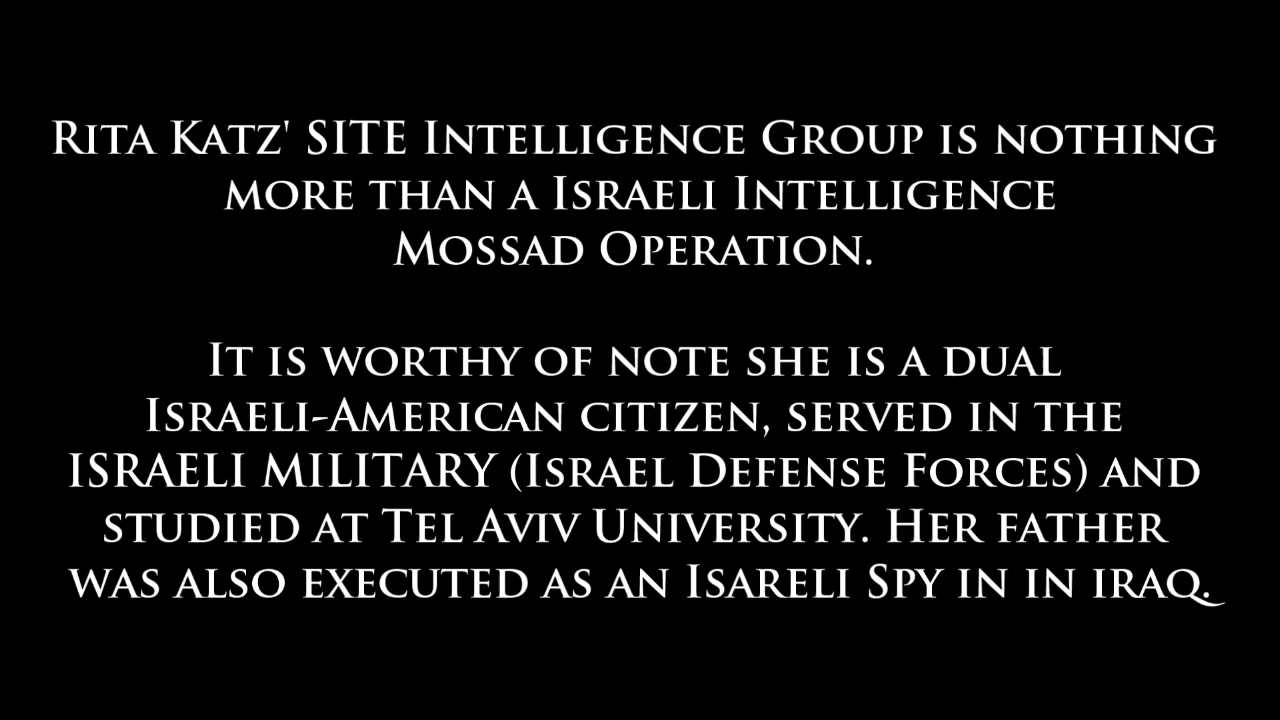 Rita Katz' SITE Intelligence Group is nothing
more than a Israeli Intelligence
Mossad Operation.
It is worthy of note she is a dual
Israeli-American citizen, served in the
ISRAELI MILITARY (Israel Defense Forces) and
studied at Tel Aviv University. Her father
was also executed as an Isareli Spy in in iraq.